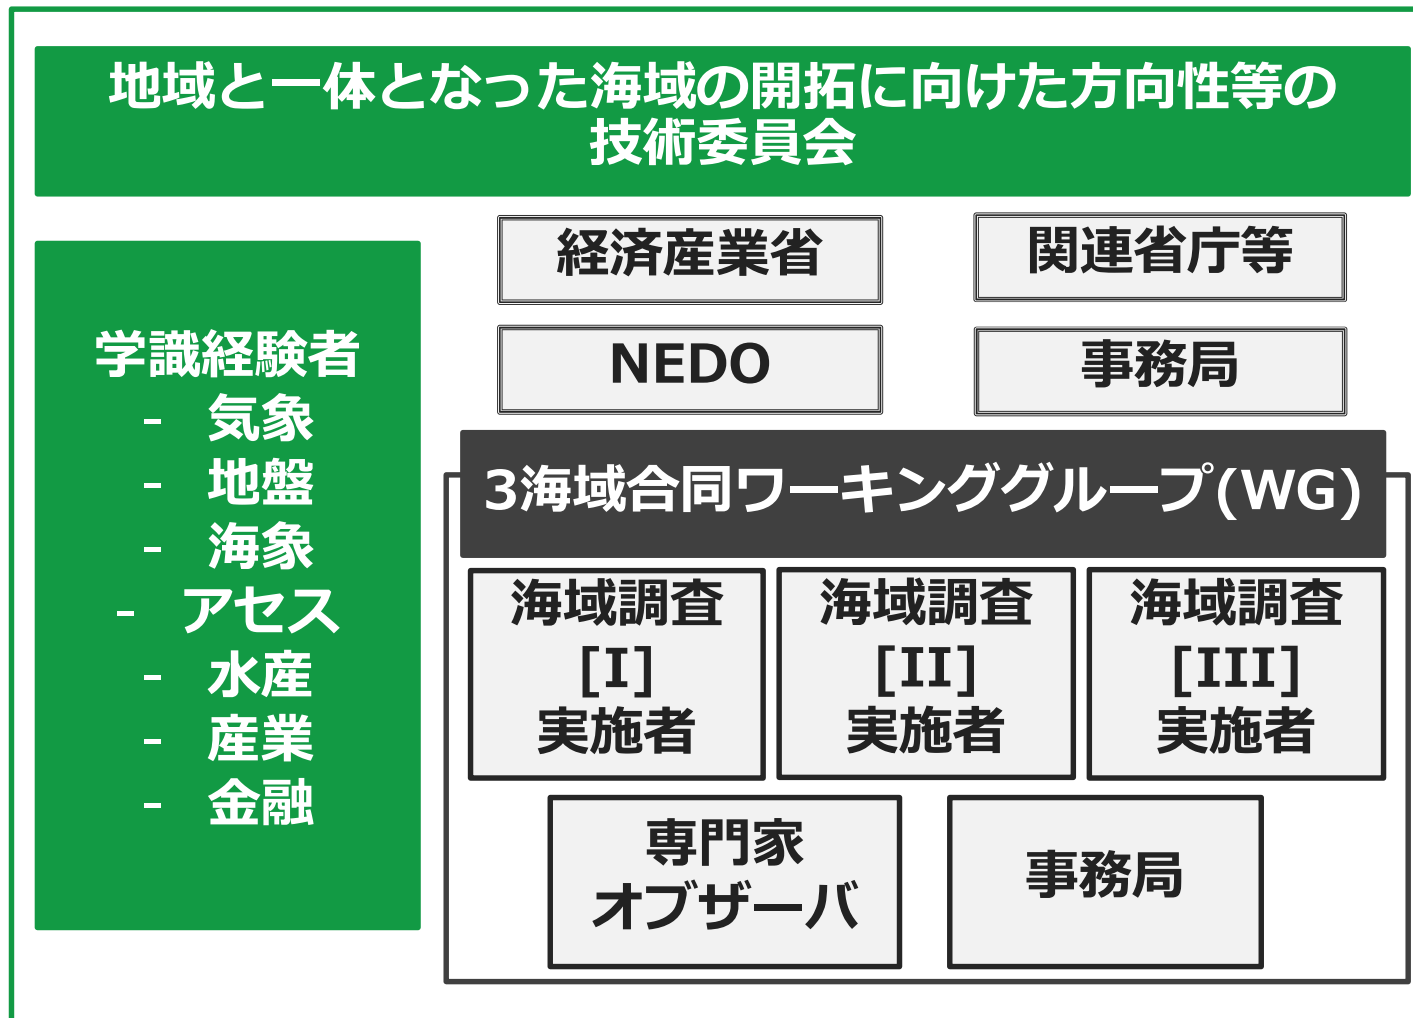 地域と一体となった海域の開拓に向けた方向性等の
技術委員会
学識経験者
- 気象
- 地盤
- 海象
- アセス
- 水産
- 産業
- 金融
経済産業省
関連省庁等
NEDO
事務局
3海域合同ワーキンググループ(WG)
海域調査
[I]
実施者
海域調査
[II]
実施者
海域調査
[III]
実施者
専門家
オブザーバ
事務局